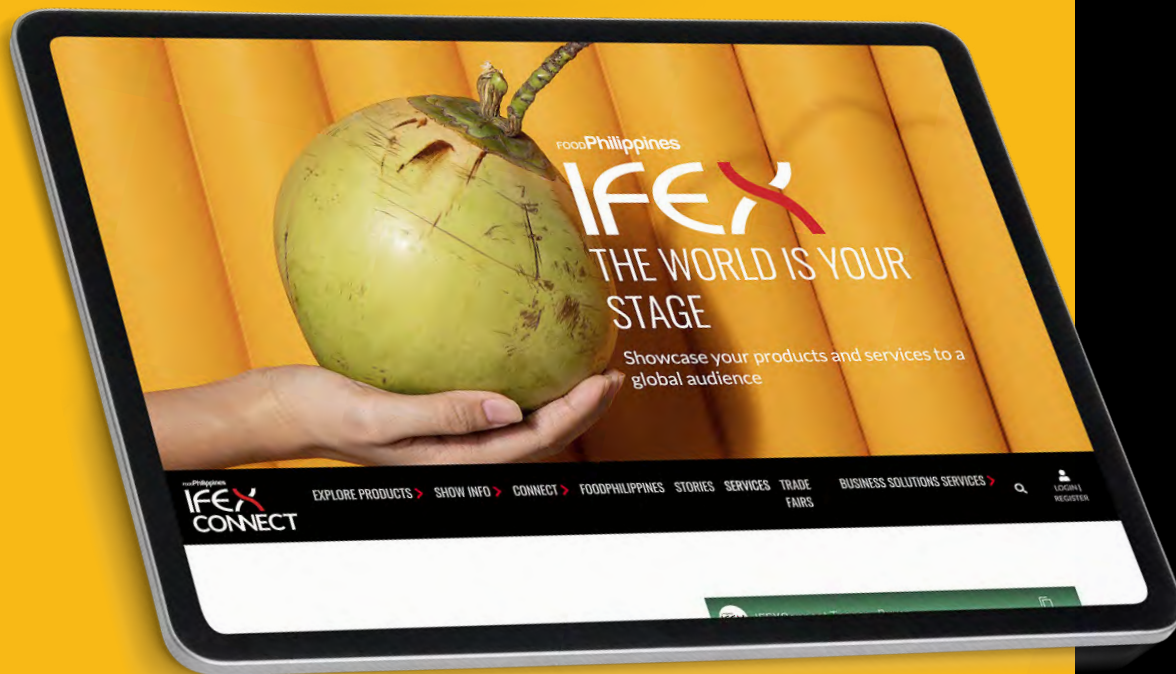 FOODPhilippines
IFEX
THE WORLD IS YOUR
STAGE
Showcase your products and services to a
global audience
FOODPhilippines
IFEX
CONNECT
EXPLORE PRODUCTS > SHOW INFO > CONNECT > FOODPHILIPPINES STORIES SERVICES TRADE
FAIRS
BUSINESS SOLUTIONS SERVICES >
LOGIN |
REGISTER